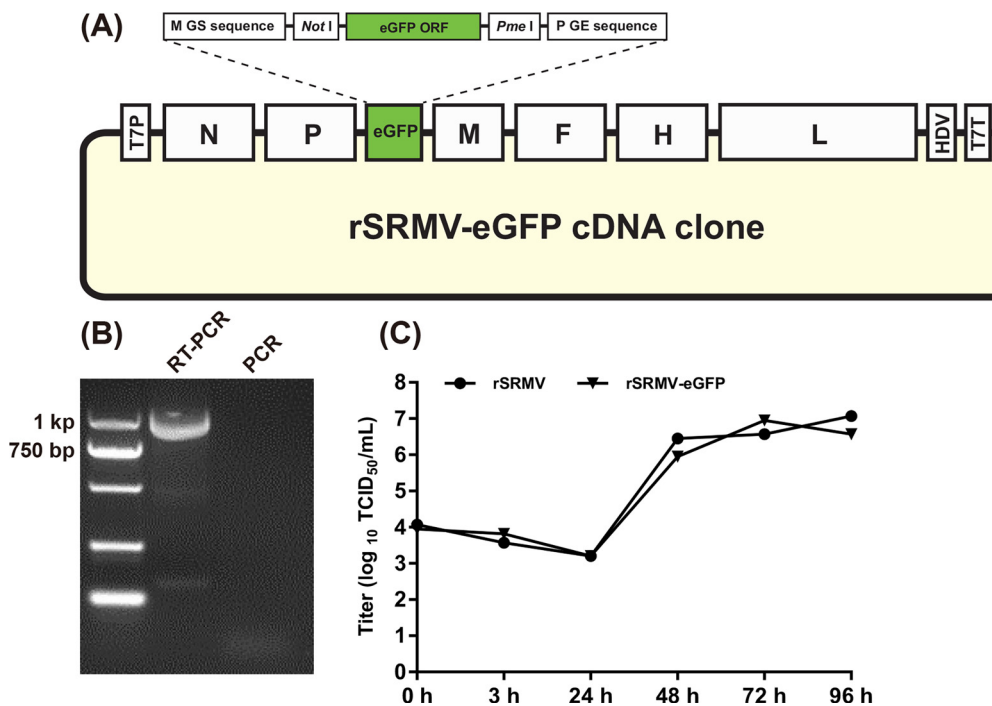 (A)
M GS sequence Not I eGFP ORF Pme I P GE sequence
T7P N P eGFP M F H L HDV T7T
rSRMV-eGFP cDNA clone
(B)
RT-PCR PCR
1 kp
750 bp
(C)
rSRMV rSRMV-eGFP
Titer (log 10 TCID50/mL)
8
7
6
5
4
3
2
1
0
0 h 3 h 24 h 48 h 72 h 96 h